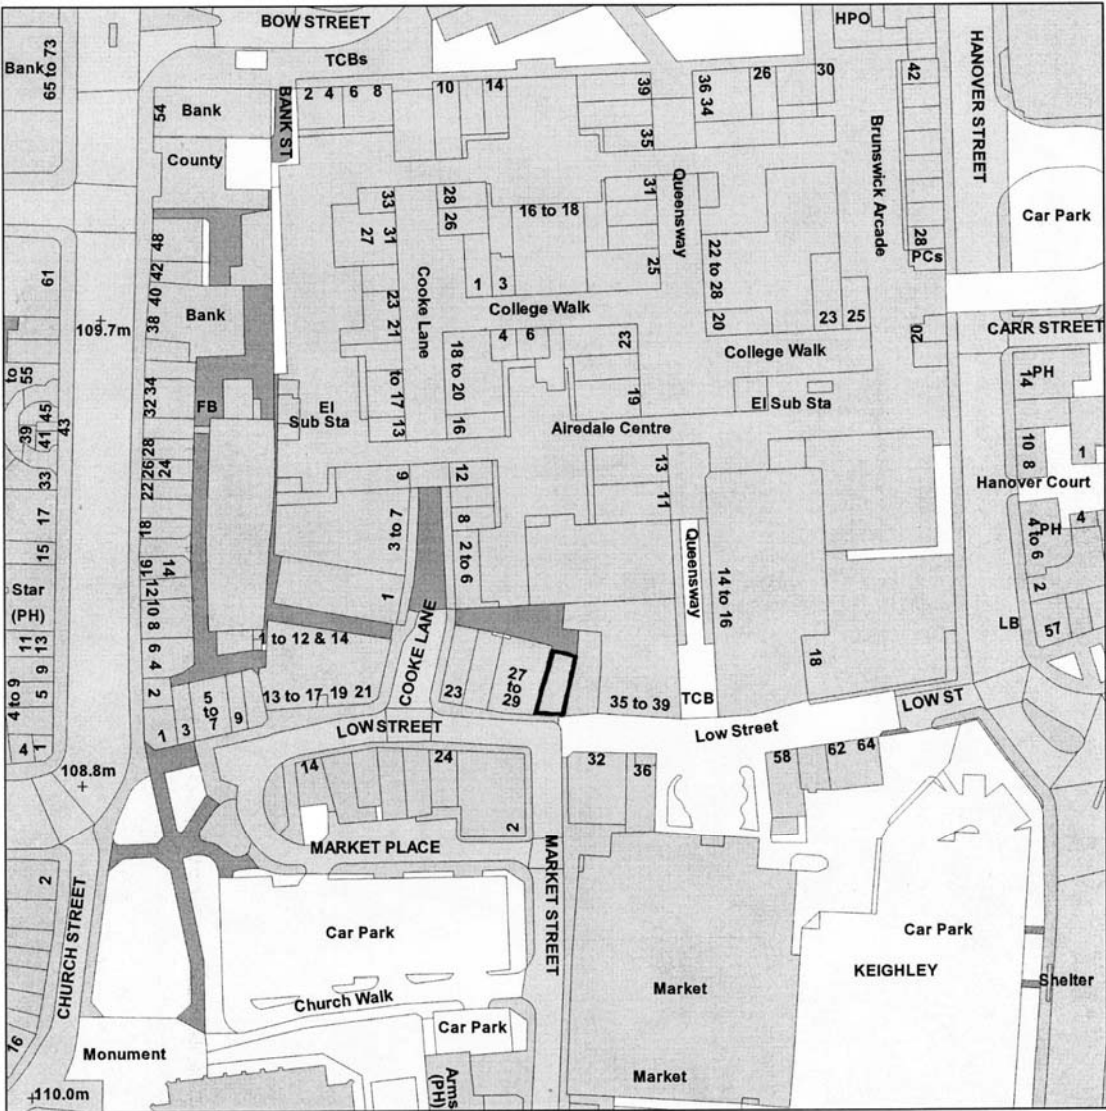 BOW STREET
HPO
HANOVER STREET
Bank
65 to 73
TCBs
BANK ST
2 4 6 8
10
14
39
36 34
26
30
42
54
Bank
County
35
Brunswick Arcade
Queensway
33
31
27
28 26
16 to 18
31
25
22 to 28
28
PCs
Car Park
61
48
42
40
38
Bank
109.7m
Cooke Lane
1
3
College Walk
23
21
4
6
23
20
College Walk
23
25
20
CARR STREET
to
55
39
41
45
43
33
32 34
FB
El
Sub Sta
to 17
13
18 to 20
16
19
El Sub Sta
Airedale Centre
14
PH
10
8
1
Hanover Court
28
26
24
22
18
17
15
9
12
8
2 to 6
3 to 7
1
13
11
Queensway
14 to 16
4 to 6
PH
4
2
57
LB
Star
(PH)
16
14
12
10
8
6
4
2
11
13
9
5
4 to 9
4
1
1 to 12 & 14
COOKE LANE
5 to 7
1
3
9
13 to 17
19
21
23
27
to
29
35 to 39
TCB
18
LOW STREET
Low Street
LOW ST
108.8m
14
24
2
32
36
58
62
64
MARKET PLACE
MARKET STREET
2
CHURCH STREET
Car Park
Church Walk
Car Park
Market
KEIGHLEY
Car Park
Shelter
76
Monument
Arms
(PH)
Market
110.0m